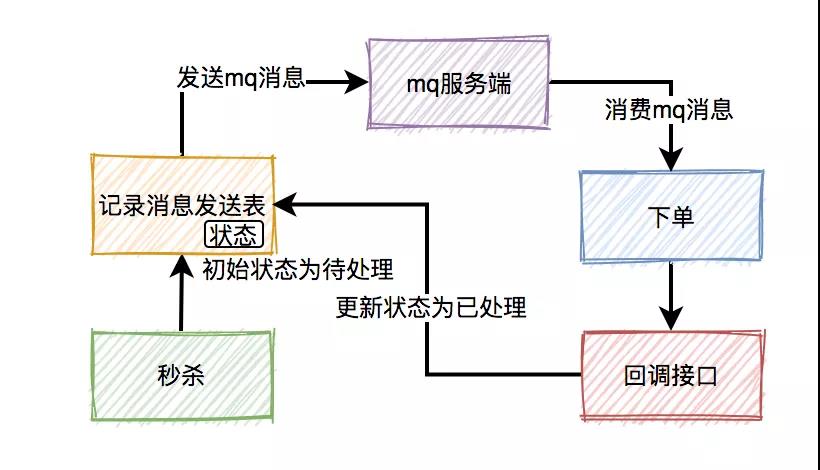 发送mq消息
mq服务端
消费mq消息
记录消息发送表
状态
下单
初始状态为待处理
更新状态为已处理
秒杀
回调接口